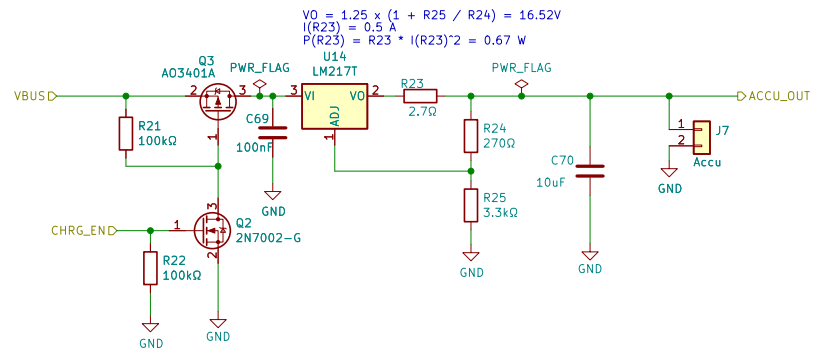 VO = 1.25 x (1 + R25 / R24) = 16.52V
I(R23) = 0.5 A
P(R23) = R23 * I(R23)^2 = 0.67 W
Q3
AO3401A
PWR_FLAG
U14
LM217T
PWR_FLAG
VBUS
2
3
3
VI
VO
2
R23
2.7Ω
ACCU_OUT
R21
100kΩ
1
C69
100nF
ADJ
1
R24
270Ω
1
2
J7
Accu
GND
C70
10uF
GND
R25
3.3kΩ
3
CHRG_EN
1
Q2
2N7002-G
2
R22
100kΩ
GND
GND
GND
GND